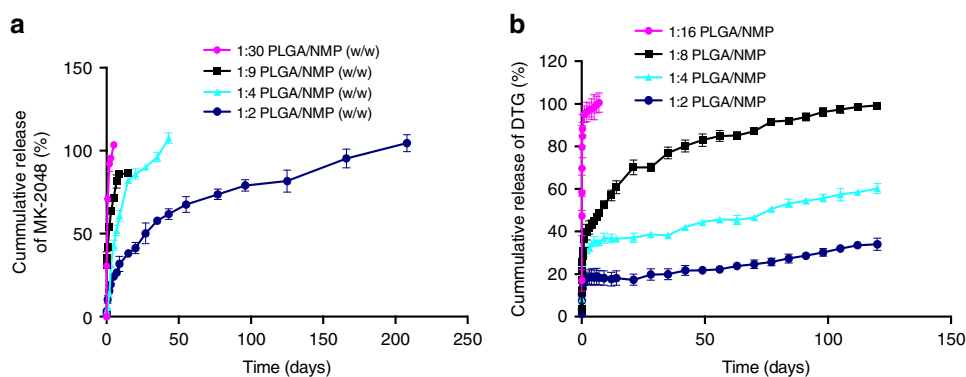 a
1:30 PLGA/NMP (w/w)
1:9 PLGA/NMP (w/w)
1:4 PLGA/NMP (w/w)
1:2 PLGA/NMP (w/w)
Cummulative release
of MK-2048 (%)
150
100
50
0
0 50 100 150 200 250
Time (days)
b
1:16 PLGA/NMP
1:8 PLGA/NMP
1:4 PLGA/NMP
1:2 PLGA/NMP
Cummulative release of DTG (%)
120
100
80
60
40
20
0
0 50 100 150
Time (days)